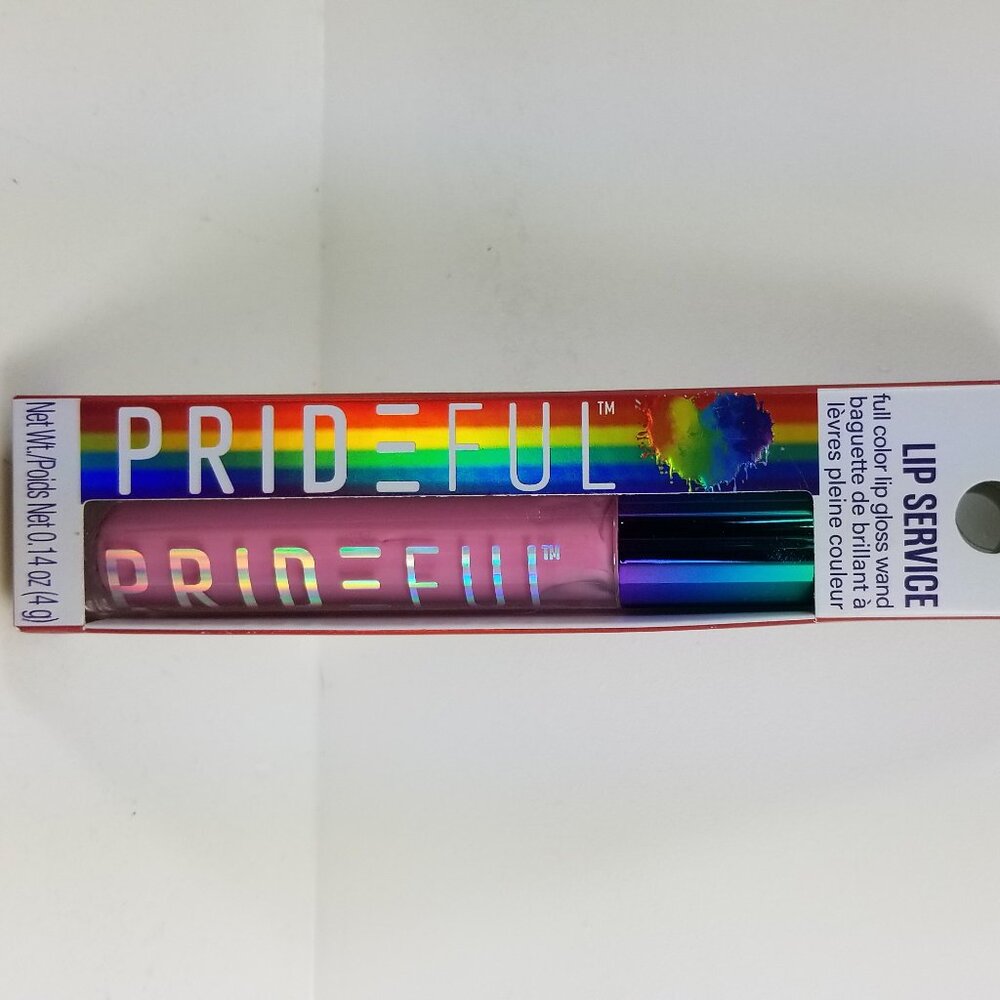 LIP SERVICE
full color lip gloss wand
baguette de brillant à
lèvres pleine couleur
PRIDEFUL™
PRIDEFUL™
Net Wt./Poids Net 0.14 oz (4 g)